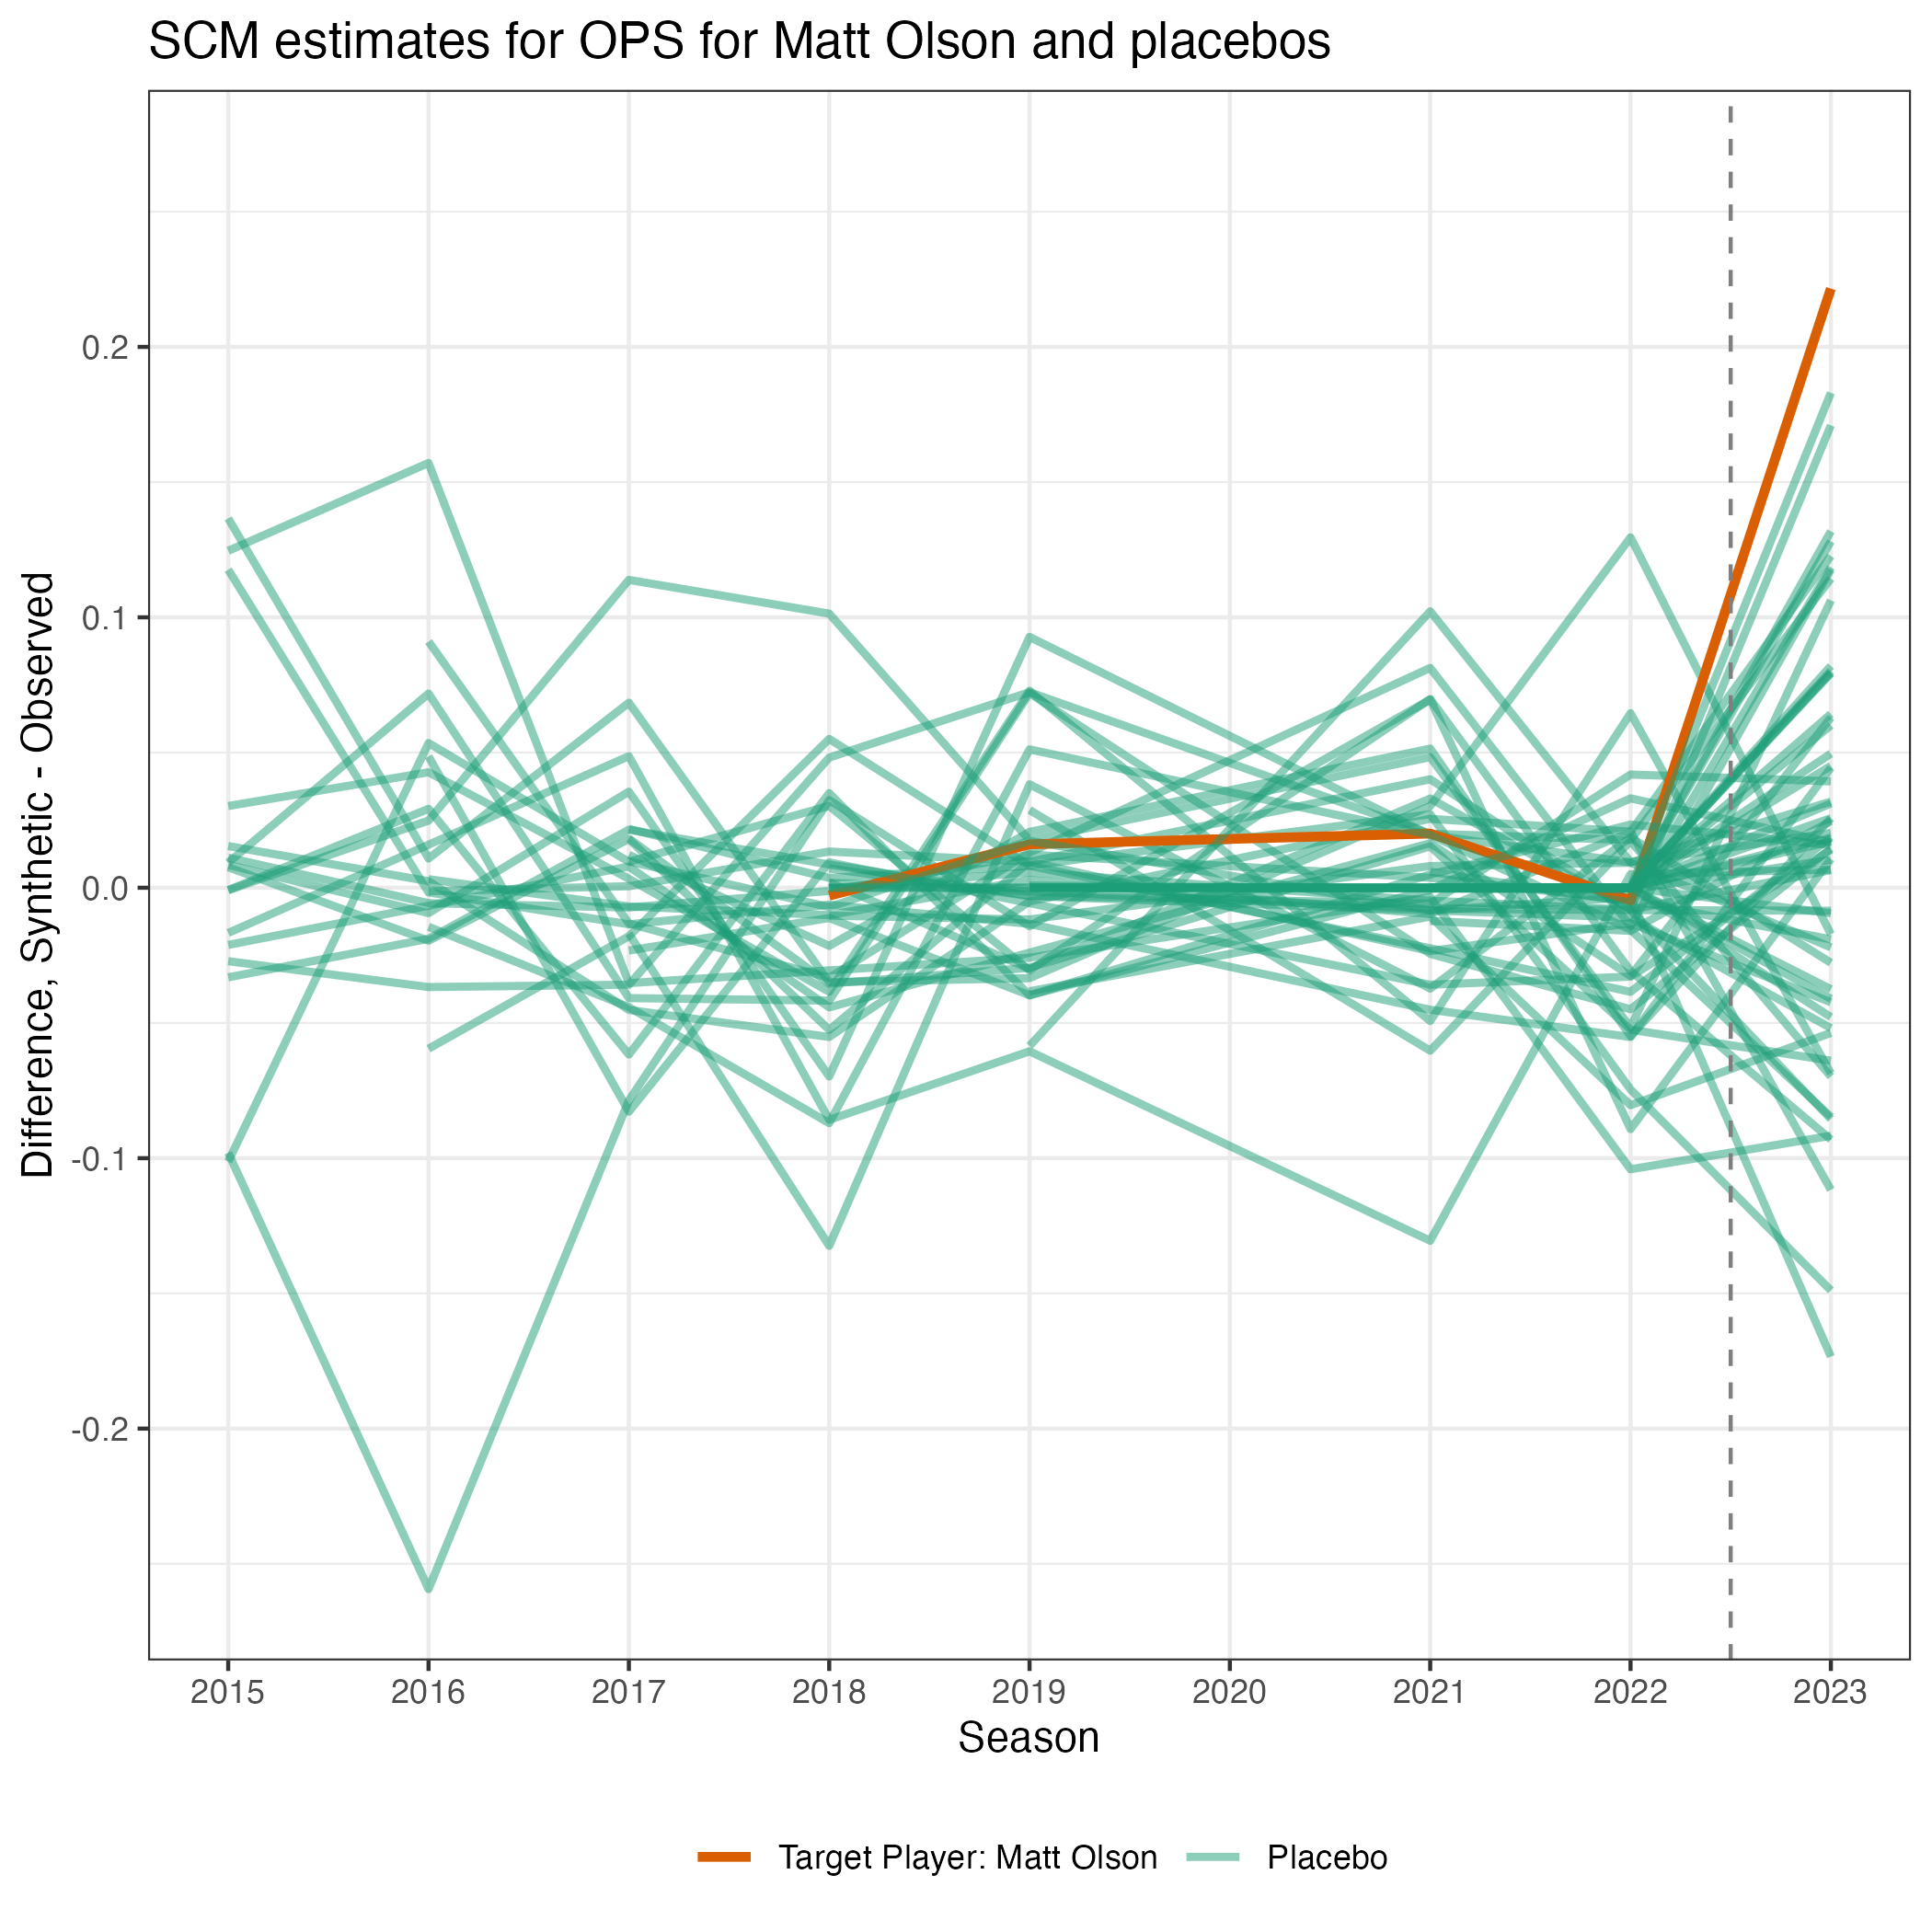 SCM estimates for OPS for Matt Olson and placebos
Difference, Synthetic - Observed
0.2
0.1
0.0
-0.1
-0.2
2015 2016 2017 2018 2019 2020 2021 2022 2023
Season
Target Player: Matt Olson Placebo